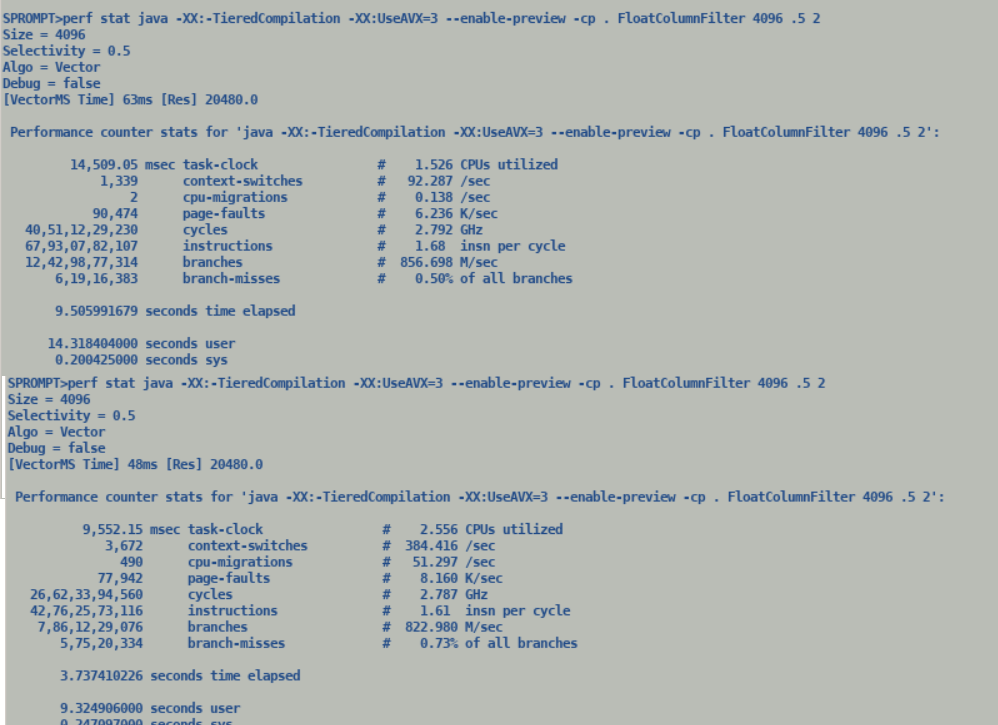 SPROMPT>perf stat java -XX:-TieredCompilation -XX:UseAVX=3 --enable-preview -cp . FloatColumnFilter 4096 .5 2
Size = 4096
Selectivity = 0.5
Algo = Vector
Debug = false
[VectorMS Time] 63ms [Res] 20480.0
Performance counter stats for 'java -XX:-TieredCompilation -XX:UseAVX=3 --enable-preview -cp . FloatColumnFilter 4096 .5 2':
14,509.05 msec task-clock # 1.526 CPUs utilized
1,339 context-switches # 92.287 /sec
2 cpu-migrations # 0.138 /sec
90,474 page-faults # 6.236 K/sec
40,51,12,29,230 cycles # 2.792 GHz
67,93,07,82,107 instructions # 1.68 insn per cycle
12,42,98,77,314 branches # 856.698 M/sec
6,19,16,383 branch-misses # 0.50% of all branches
9.505991679 seconds time elapsed
14.318404000 seconds user
0.200425000 seconds sys
SPROMPT>perf stat java -XX:-TieredCompilation -XX:UseAVX=3 --enable-preview -cp . FloatColumnFilter 4096 .5 2
Size = 4096
Selectivity = 0.5
Algo = Vector
Debug = false
[VectorMS Time] 48ms [Res] 20480.0
Performance counter stats for 'java -XX:-TieredCompilation -XX:UseAVX=3 --enable-preview -cp . FloatColumnFilter 4096 .5 2':
9,552.15 msec task-clock # 2.556 CPUs utilized
3,672 context-switches # 384.416 /sec
490 cpu-migrations # 51.297 /sec
77,942 page-faults # 8.160 K/sec
26,62,33,94,560 cycles # 2.787 GHz
42,76,25,73,116 instructions # 1.61 insn per cycle
7,86,12,29,076 branches # 822.980 M/sec
5,75,20,334 branch-misses # 0.73% of all branches
3.737410226 seconds time elapsed
9.324906000 seconds user
0.247097000 seconds sys